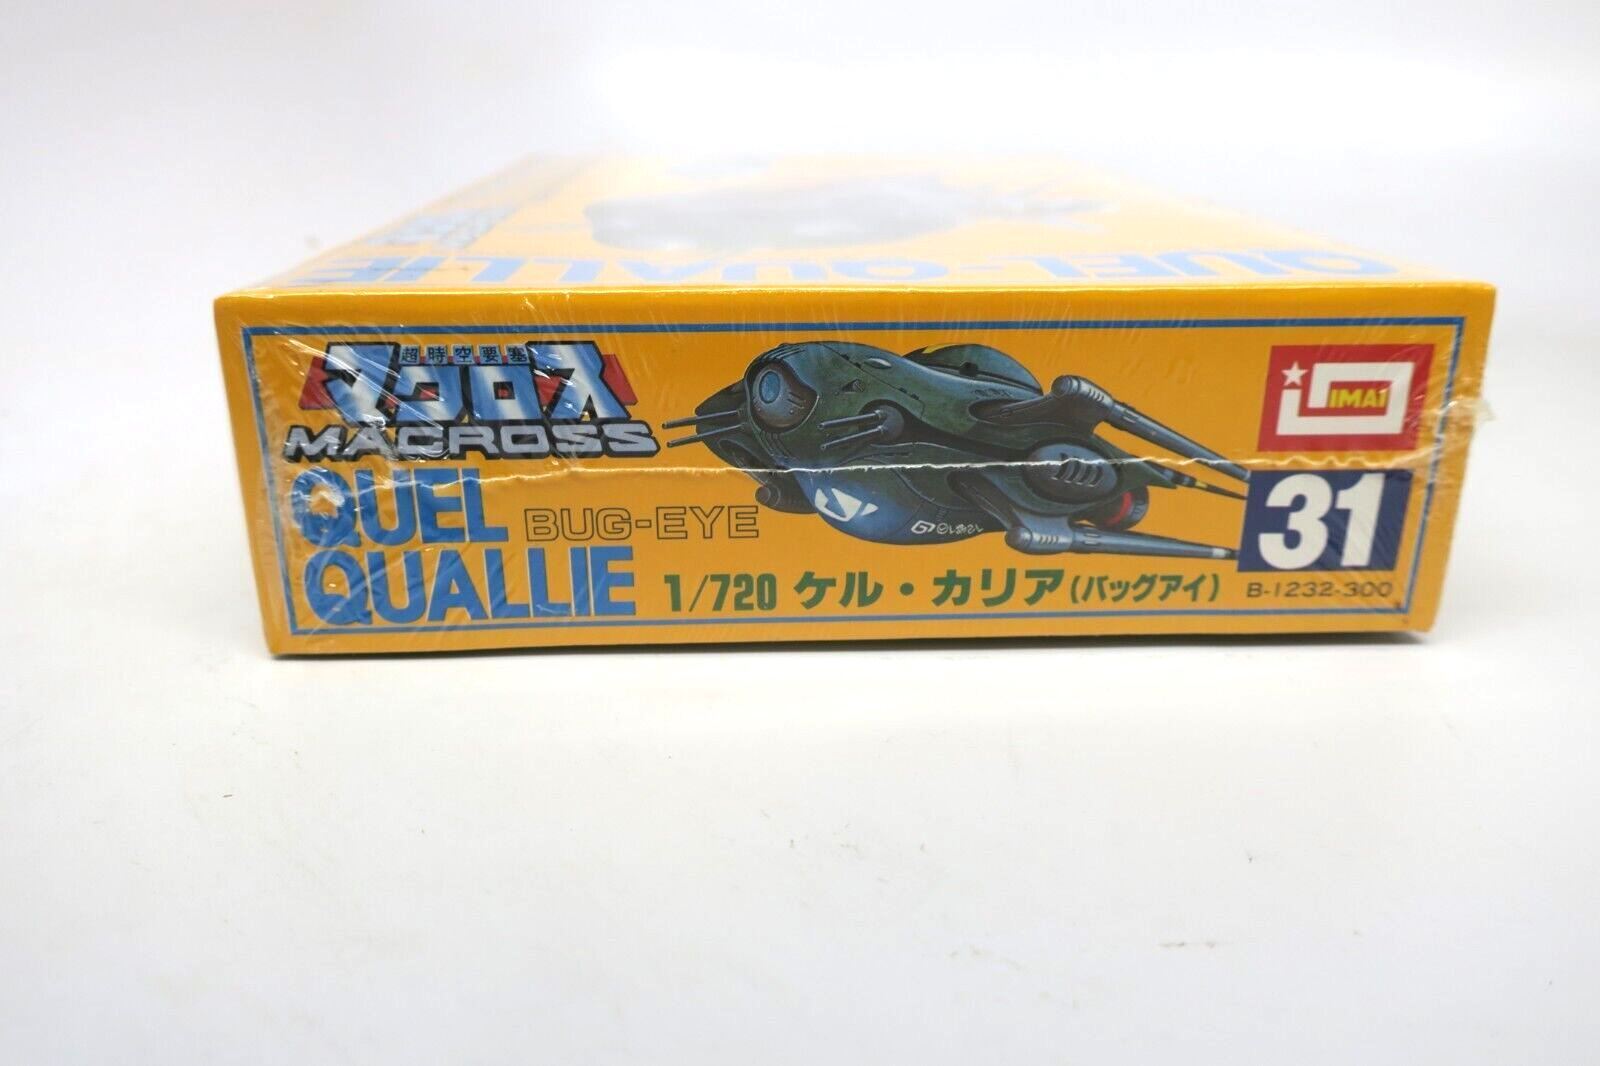 QUEL-QUALLIE
超時空要塞
マクロス
MACROSS
QUEL
QUALLIE
BUG-EYE
1/720 ケル・カリア(バッグアイ)
IMAI
31
B-1232-300